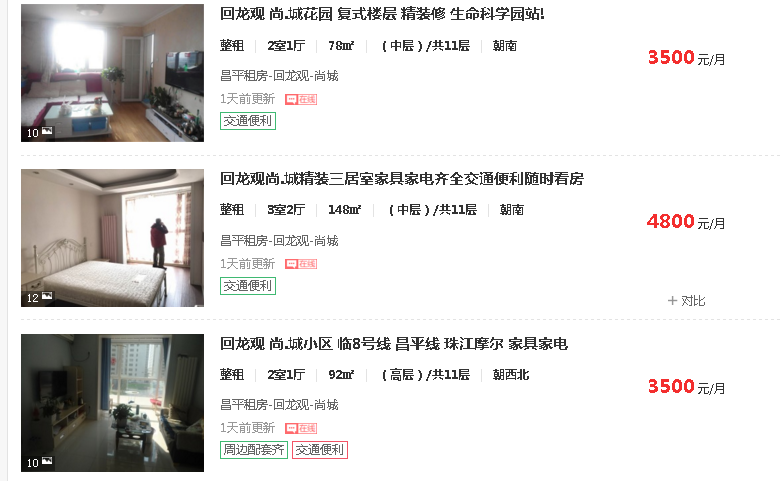 回龙观 尚.城花园 复式楼层 精装修 生命科学园站!
整租 2室1厅 78㎡ （中层）/共11层 朝南
3500元/月
昌平租房-回龙观-尚城
1天前更新 在线
交通便利
10
回龙观尚.城精装三居室家具家电齐全交通便利随时看房
整租 3室2厅 148㎡ （中层）/共11层 朝南
4800元/月
昌平租房-回龙观-尚城
1天前更新 在线
交通便利
12
+ 对比
回龙观 尚.城小区 临8号线 昌平线 珠江摩尔 家具家电
整租 2室1厅 92㎡ （高层）/共11层 朝西北
3500元/月
昌平租房-回龙观-尚城
1天前更新 在线
周边配套齐 交通便利
10